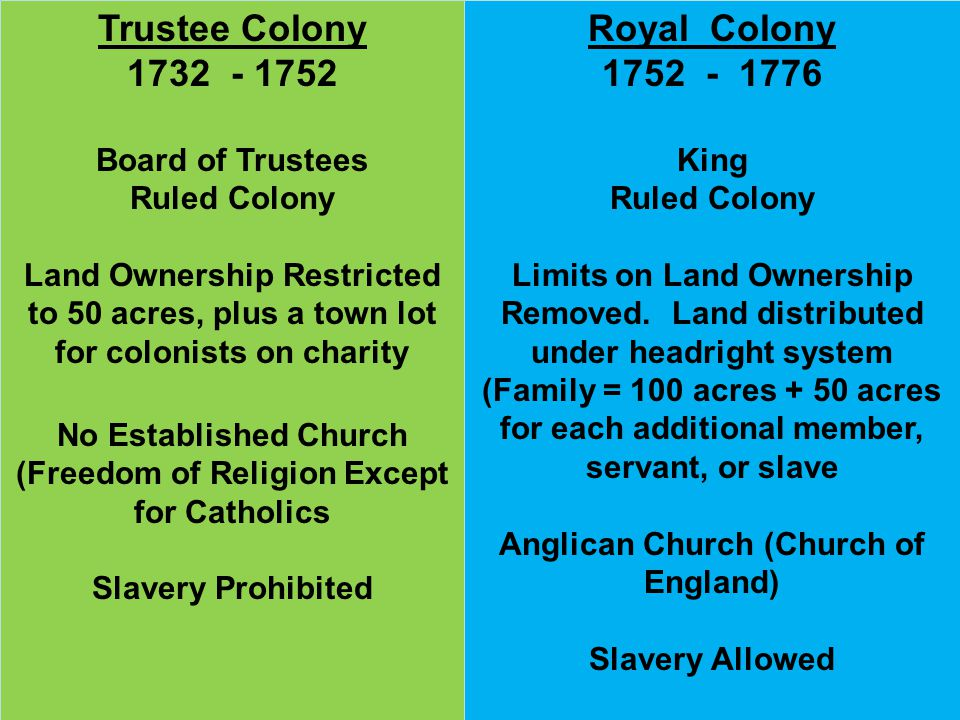 Trustee Colony
1732 - 1752
Board of Trustees
Ruled Colony
Land Ownership Restricted
to 50 acres, plus a town lot
for colonists on charity
No Established Church
(Freedom of Religion Except
for Catholics
Slavery Prohibited
Royal Colony
1752 - 1776
King
Ruled Colony
Limits on Land Ownership
Removed. Land distributed
under headright system
(Family = 100 acres + 50 acres
for each additional member,
servant, or slave
Anglican Church (Church of
England)
Slavery Allowed